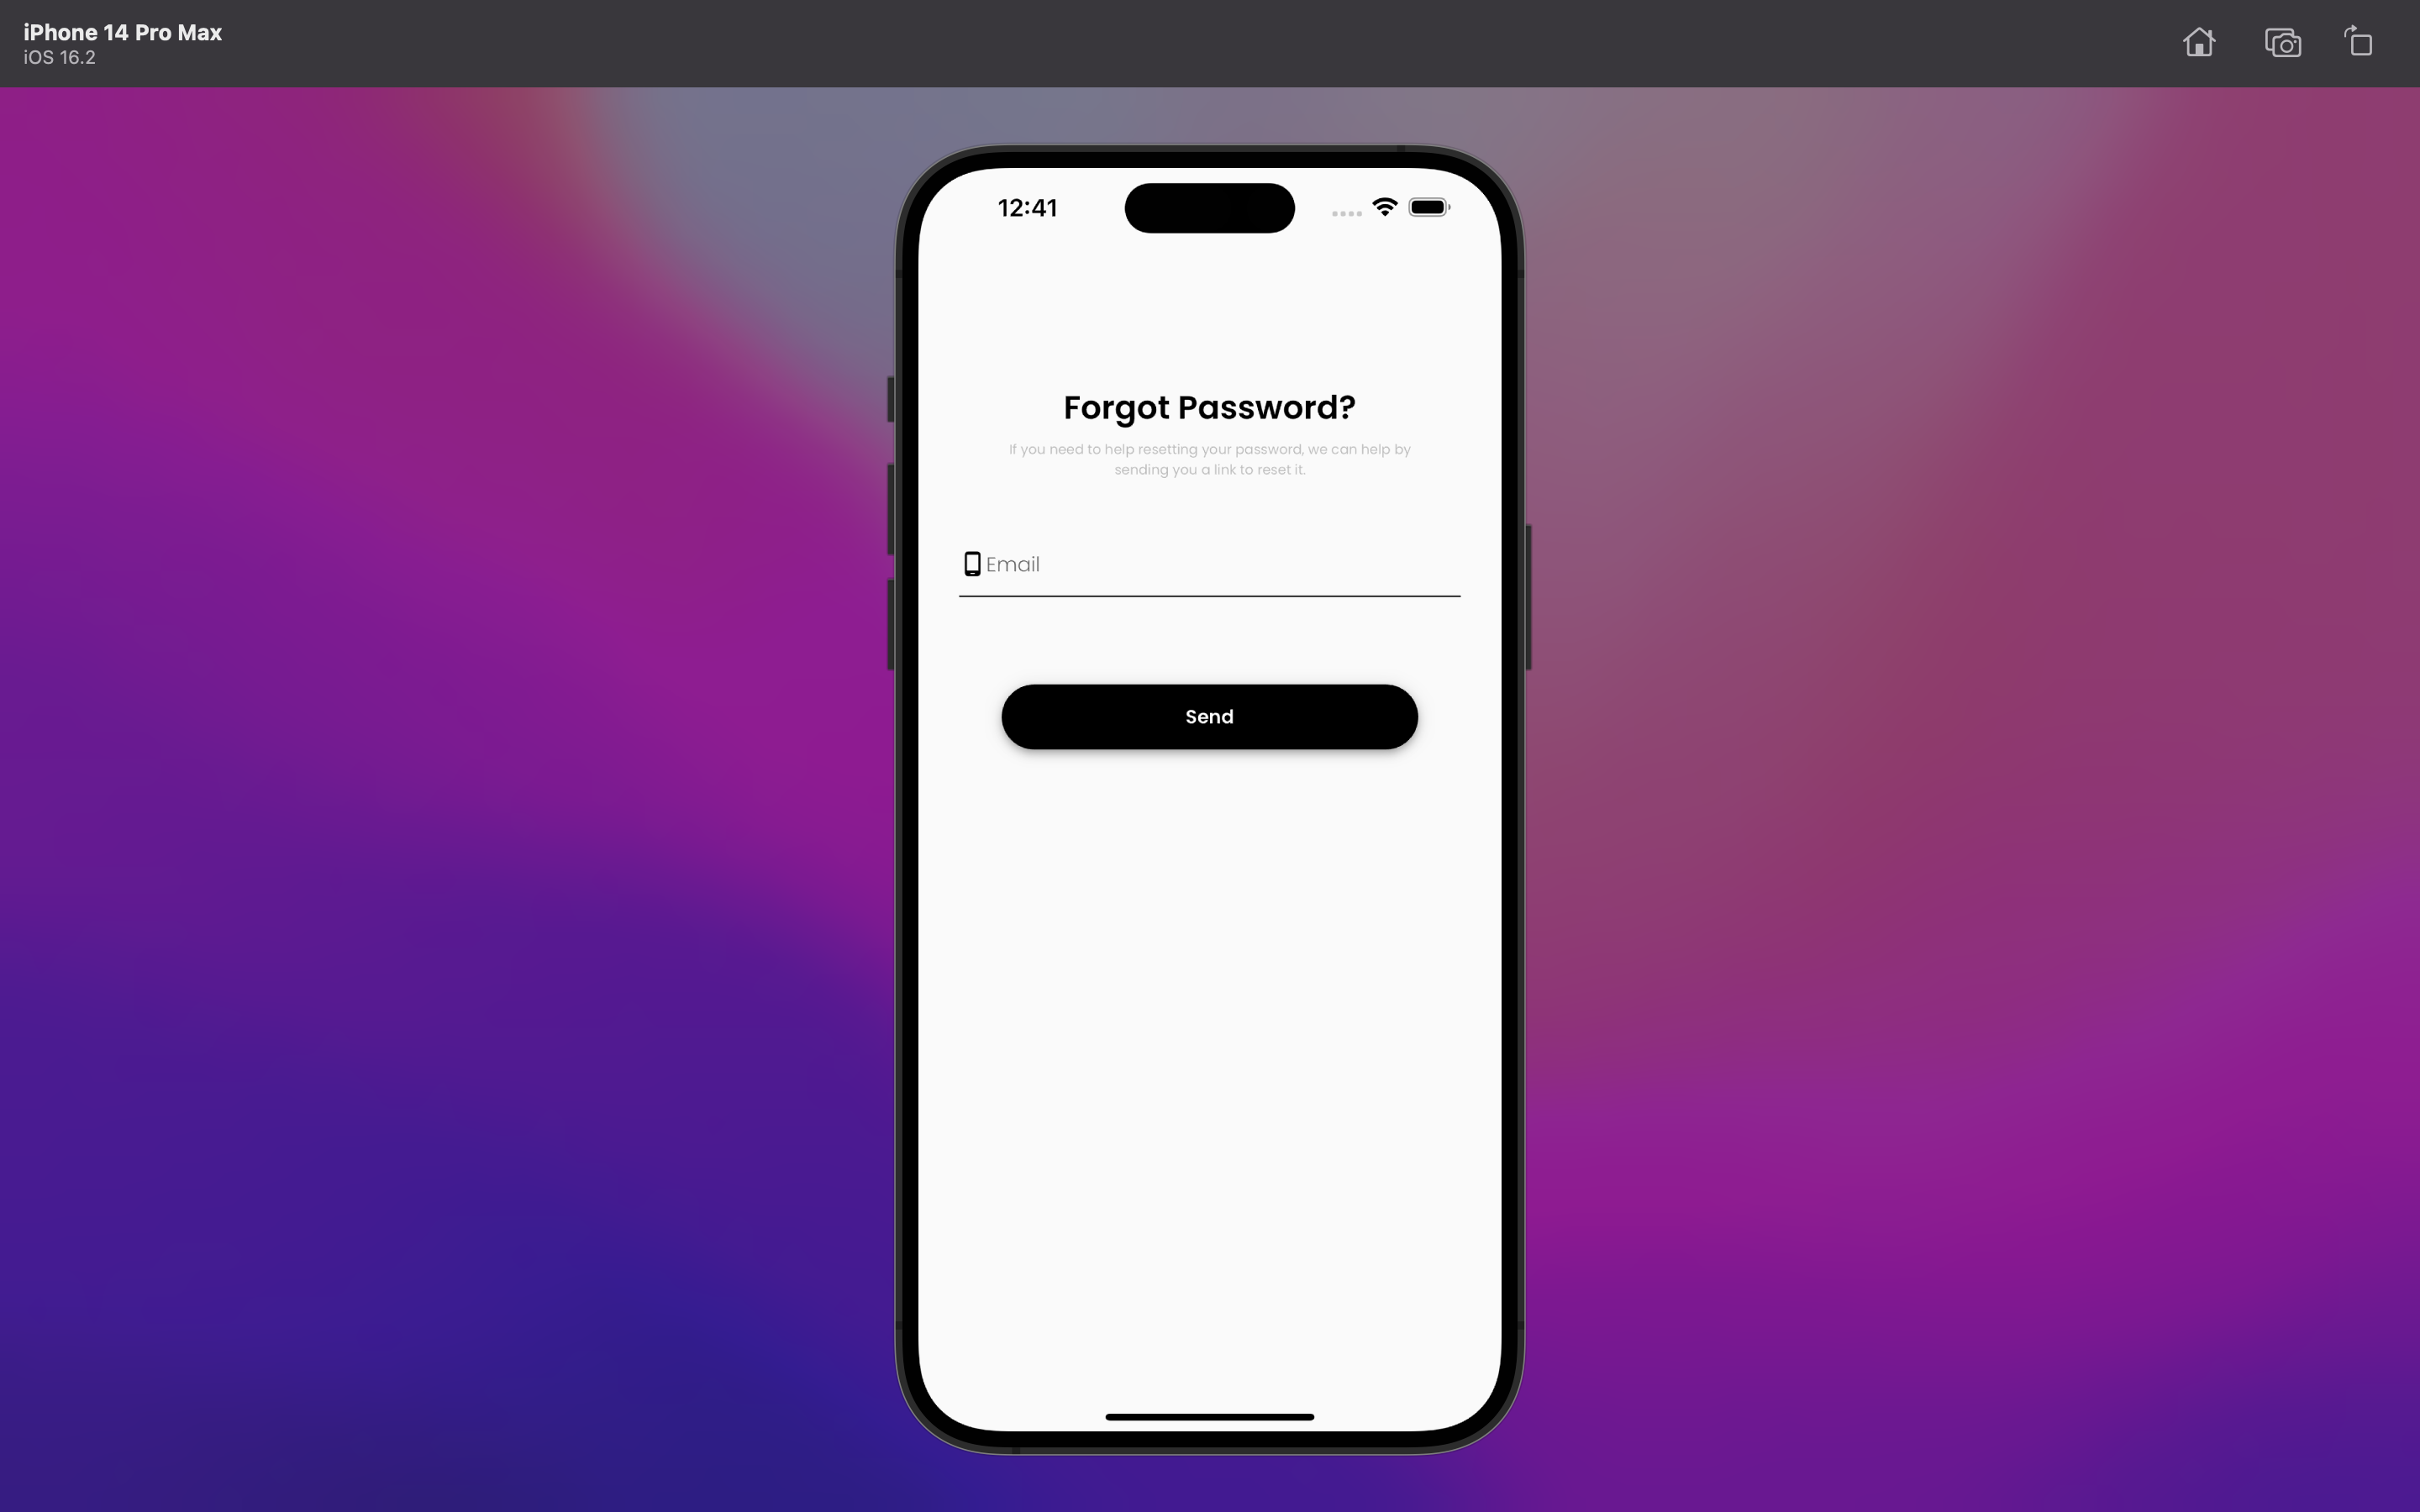 iPhone 14 Pro Max
iOS 16.2
12:41
Forgot Password?
If you need to help resetting your password, we can help by
sending you a link to reset it.
Email
Send